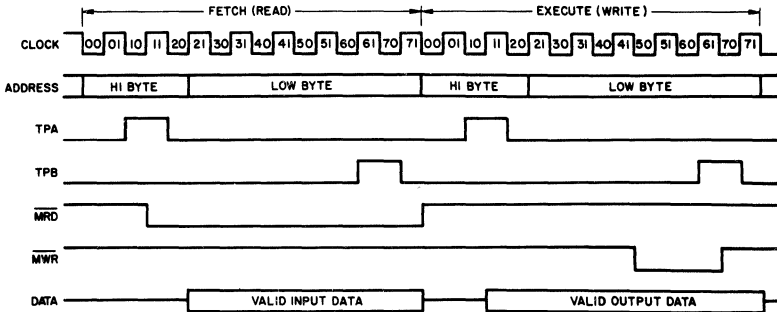 FETCH (READ) EXECUTE (WRITE)
CLOCK 00 01 10 11 20 21 30 31 40 41 50 51 60 61 70 71 00 01 10 11 20 21 30 31 40 41 50 51 60 61 70 71
ADDRESS HI BYTE LOW BYTE HI BYTE LOW BYTE
TPA
TPB
MRD
MWR
DATA VALID INPUT DATA VALID OUTPUT DATA